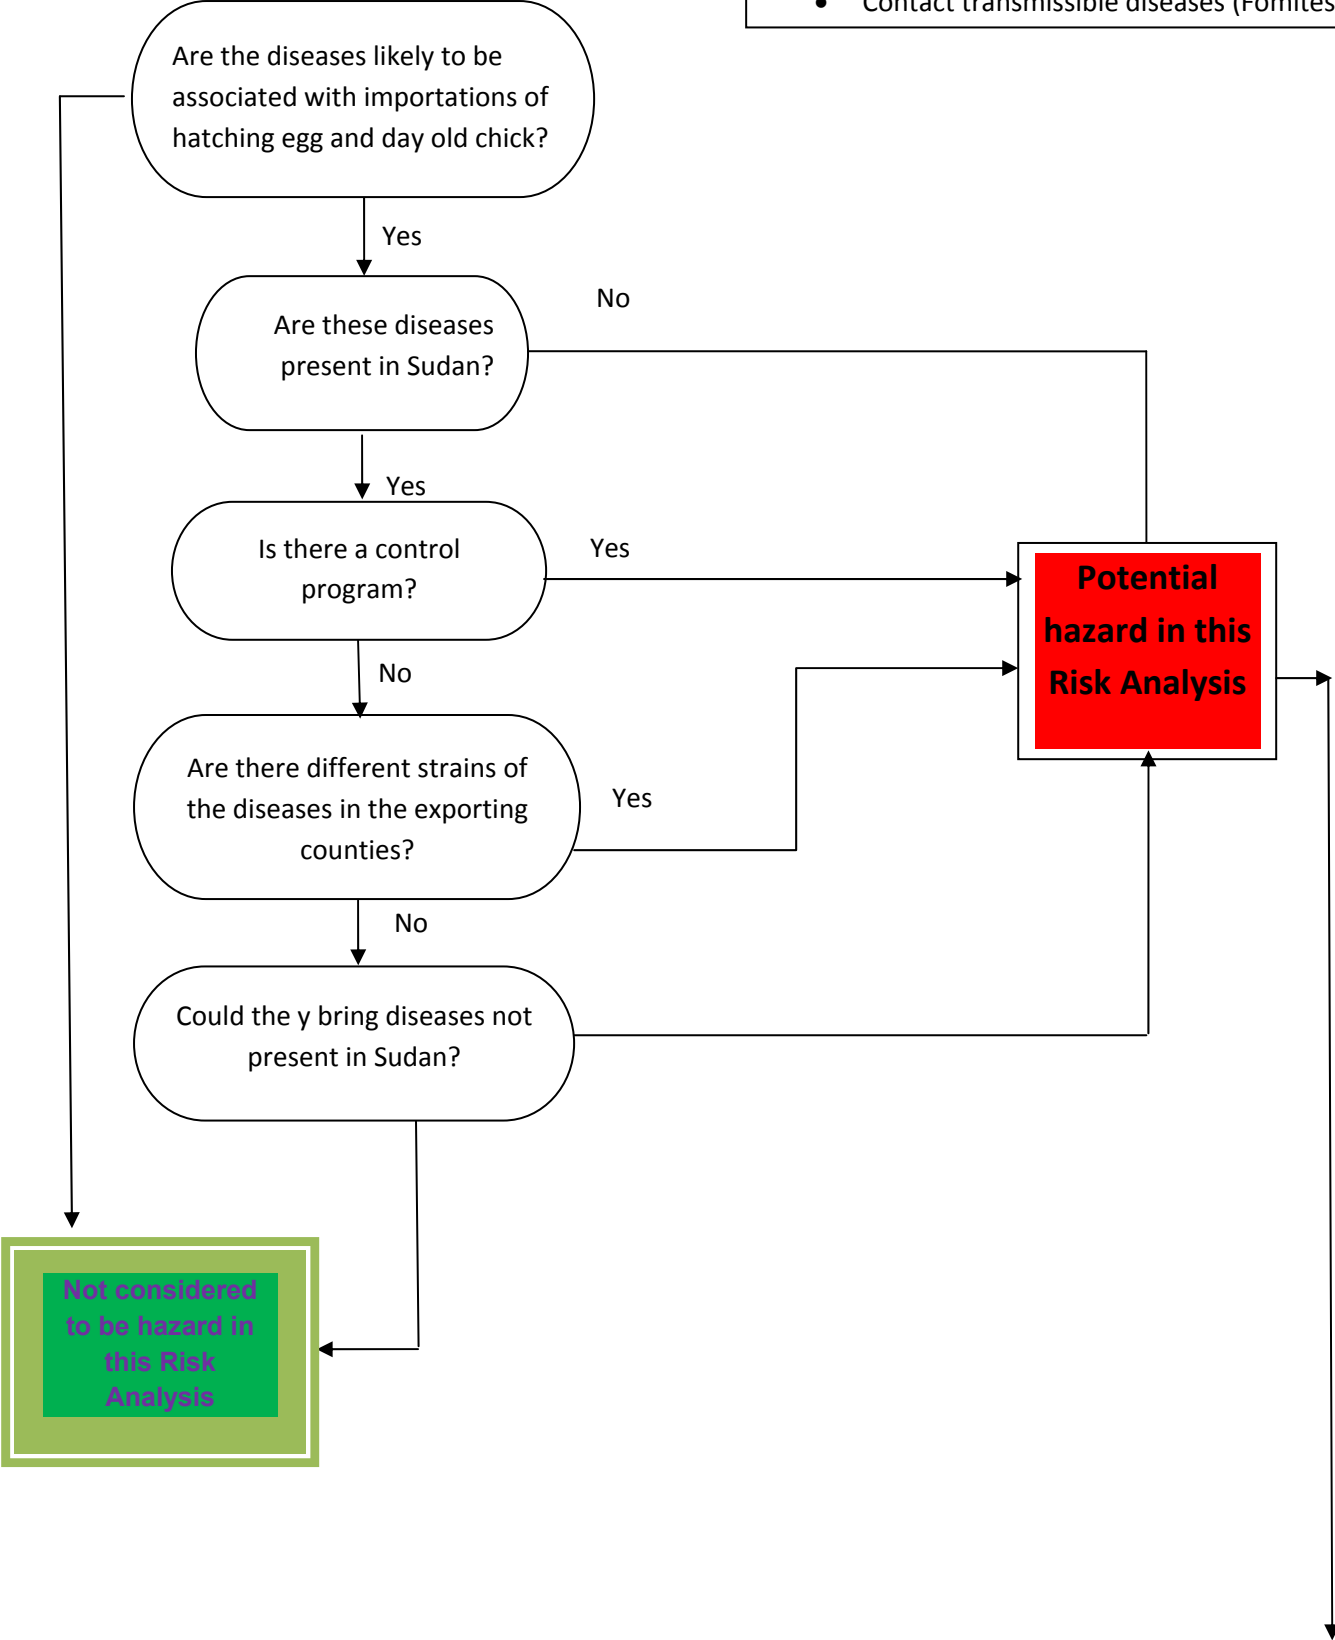 • Contact transmissible diseases (Fomites
Are the diseases likely to be
associated with importations of
hatching egg and day old chick?
Yes
No
Are these diseases
present in Sudan?
Yes
Is there a control
program?
Yes
Potential
hazard in this
Risk Analysis
No
Are there different strains of
the diseases in the exporting
counties?
Yes
No
Could the y bring diseases not
present in Sudan?
Not considered
to be hazard in
this Risk
Analysis